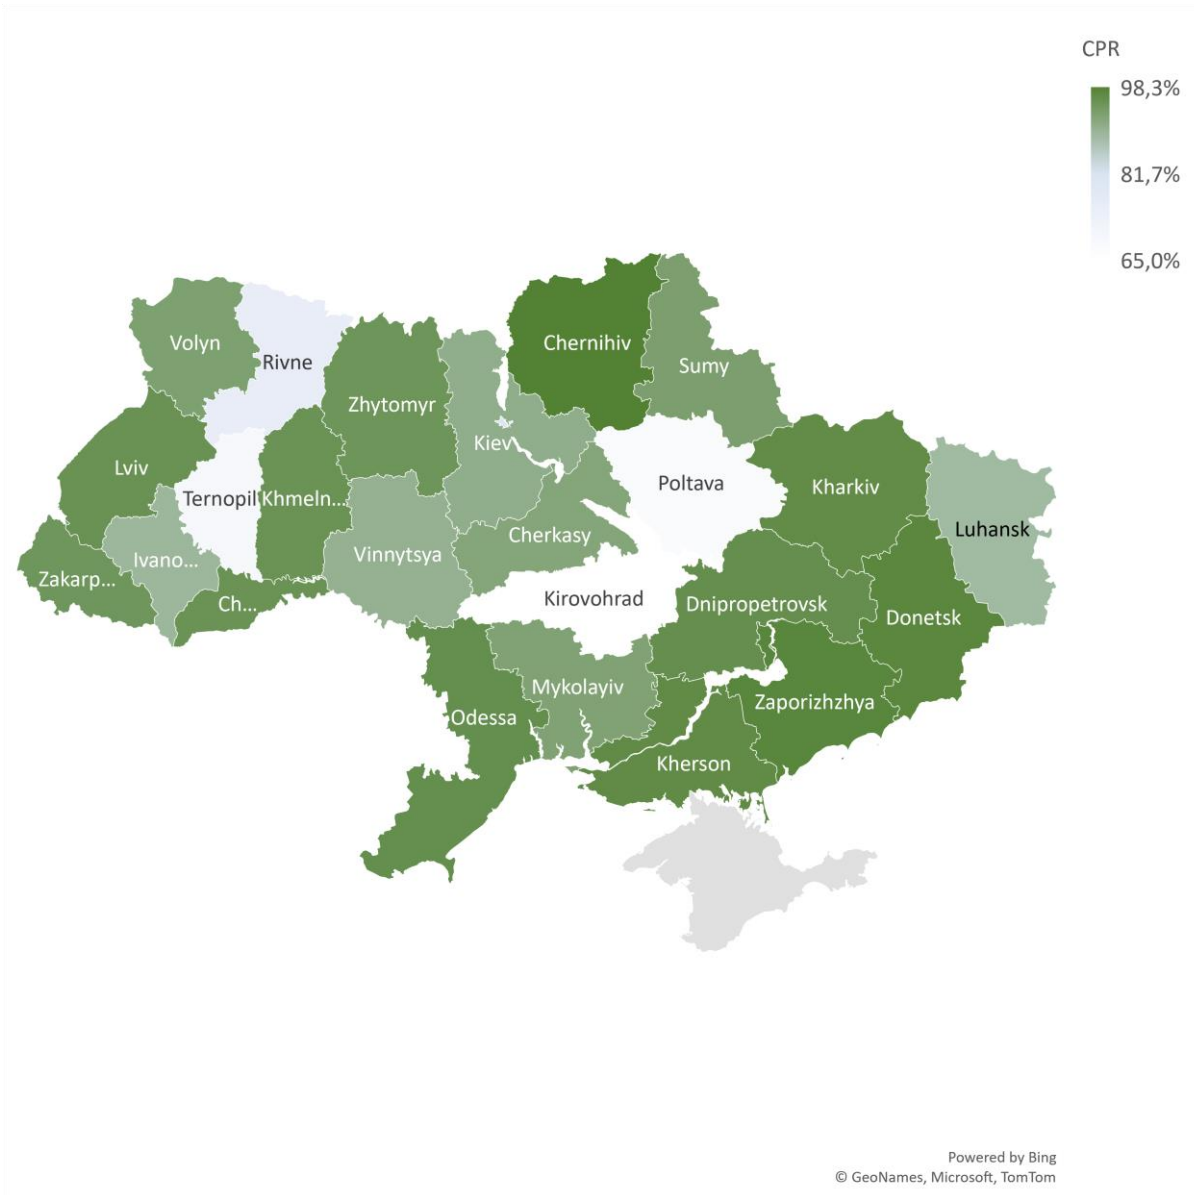 CPR
98,3%
81,7%
65,0%
Chernihiv
Volyn
Rivne
Sumy
Zhytomyr
Kiev
Lviv
Poltava
Kharkiv
Ternopil
Khmeln...
Luhansk
Cherkasy
Vinnytsya
Ivano...
Zakarp...
Kirovohrad
Ch...
Dnipropetrovsk
Donetsk
Mykolayiv
Zaporizhzhya
Odessa
Kherson
Powered by Bing
© GeoNames, Microsoft, TomTom